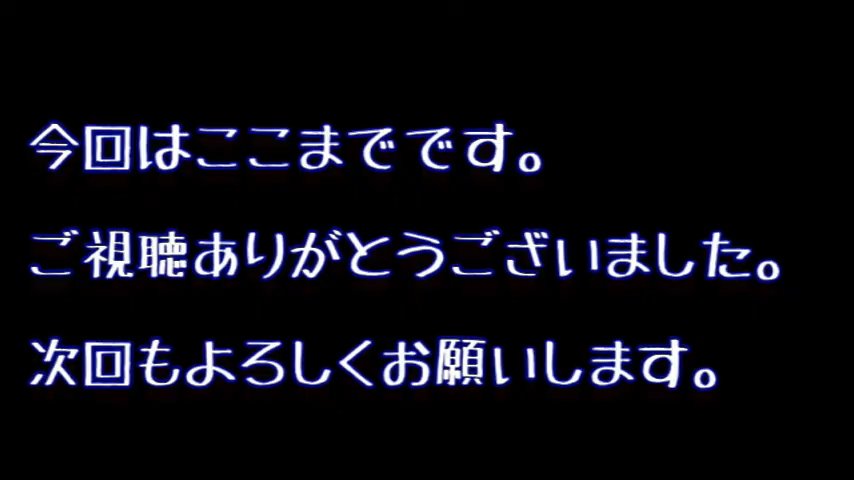 今回はここまでです。
ご視聴ありがとうございました。
次回もよろしくお願いします。